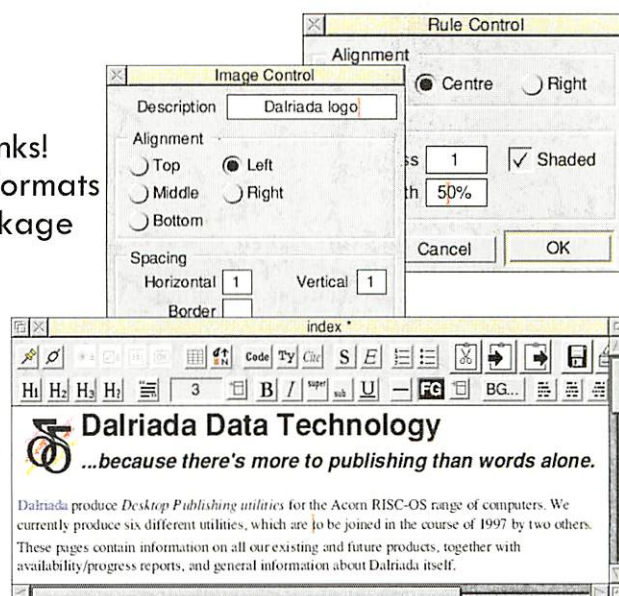 Rule Control
Alignment
Centre Right
1 Shaded
50%
Cancel OK
Image Control
Description Dalriada logo
Alignment
Top Left
Middle Right
Bottom
Spacing
Horizontal 1 Vertical 1
Border
index *
Code Ty Cite S E
H1 H2 H3 H? 3 B I super sub U FG BG...
Dalriada Data Technology
...because there's more to publishing than words alone.
Dalriada produce Desktop Publishing utilities for the Acorn RISC-OS range of computers. We
currently produce six different utilities, which are to be joined in the course of 1997 by two others.
These pages contain information on all our existing and future products, together with
availability/progress reports, and general information about Dalriada itself.